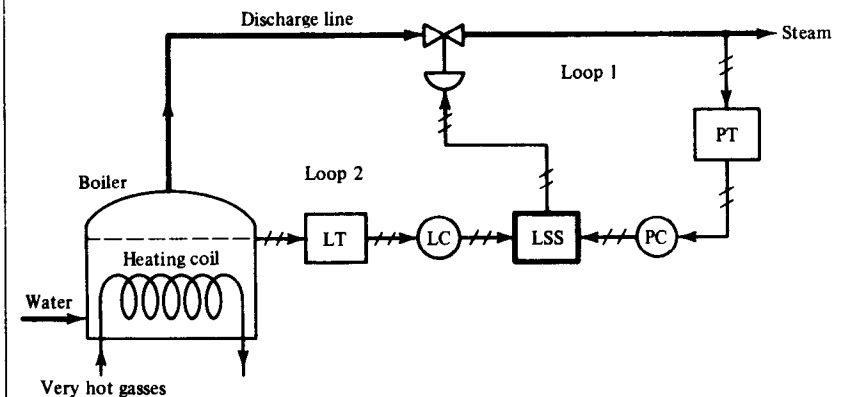 Discharge line
Steam
Loop 1
PT
Loop 2
Boiler
LT
LC
LSS
PC
Heating coil
Water
Very hot gasses